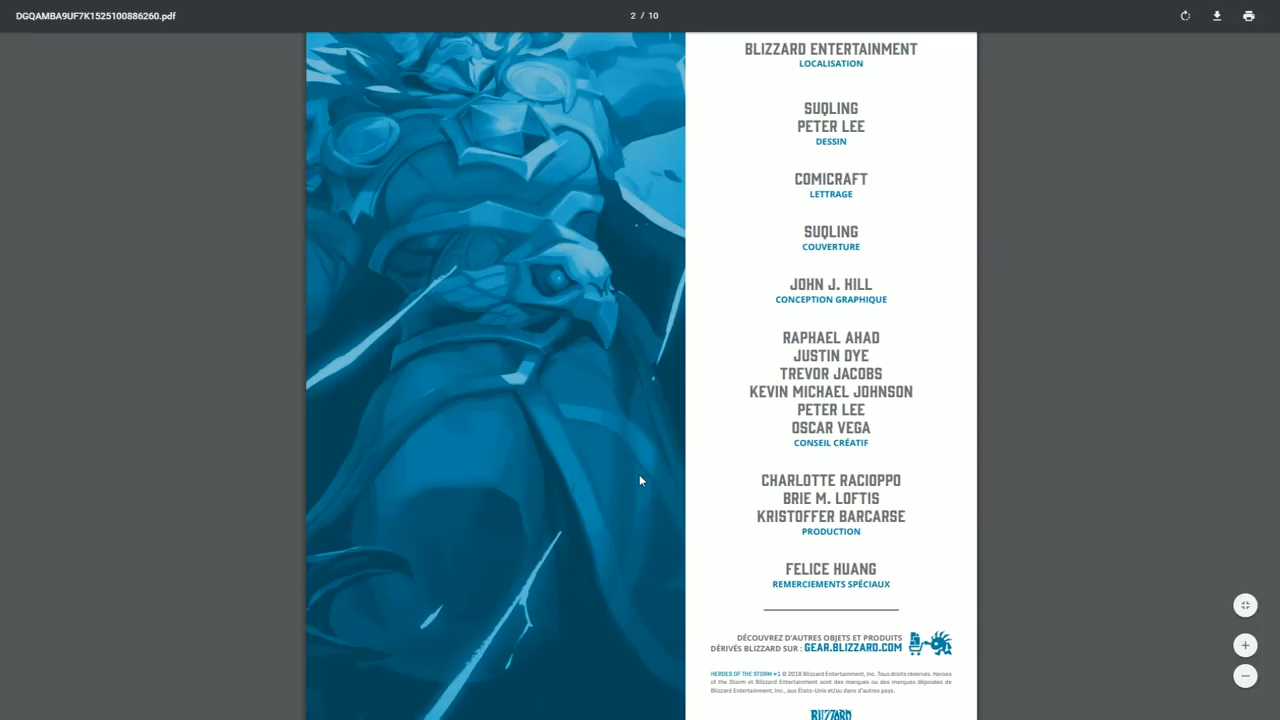 DGQAMBA9UF7K1525100886260.pdf
2 / 10
BLIZZARD ENTERTAINMENT
LOCALISATION
SUQLING
PETER LEE
DESSIN
COMICRAFT
LETTRAGE
SUQLING
COUVERTURE
JOHN J. HILL
CONCEPTION GRAPHIQUE
RAPHAEL AHAD
JUSTIN DYE
TREVOR JACOBS
KEVIN MICHAEL JOHNSON
PETER LEE
OSCAR VEGA
CONSEIL CRÉATIF
CHARLOTTE RACIOPPO
BRIE M. LOFTIS
KRISTOFFER BARCARSE
PRODUCTION
FELICE HUANG
REMERCIEMENTS SPÉCIAUX
DÉCOUVREZ D'AUTRES OBJETS ET PRODUITS
DÉRIVÉS BLIZZARD SUR : GEAR.BLIZZARD.COM
HEROES OF THE STORM #1 © 2018 Blizzard Entertainment, Inc. Tous droits réservés. Heroes
of the Storm et Blizzard Entertainment sont des marques ou des marques déposées de
Blizzard Entertainment, Inc., aux États-Unis et/ou dans d'autres pays.
BLIZZARD